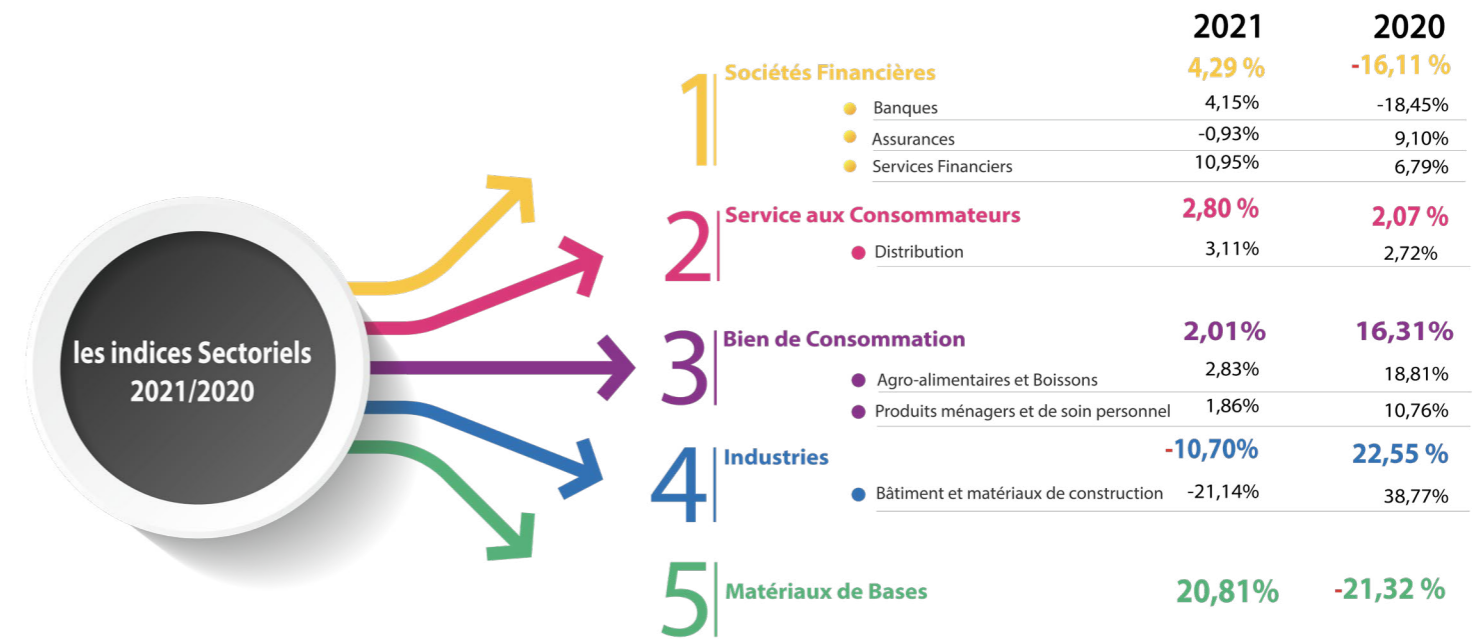 les indices Sectoriels
2021/2020
2021 2020
1 Sociétés Financières 4,29 % -16,11 %
Banques 4,15% -18,45%
Assurances -0,93% 9,10%
Services Financiers 10,95% 6,79%
2 Service aux Consommateurs 2,80 % 2,07 %
Distribution 3,11% 2,72%
3 Bien de Consommation 2,01% 16,31%
Agro-alimentaires et Boissons 2,83% 18,81%
Produits ménagers et de soin personnel 1,86% 10,76%
4 Industries -10,70% 22,55 %
Bâtiment et matériaux de construction -21,14% 38,77%
5 Matériaux de Bases 20,81% -21,32 %